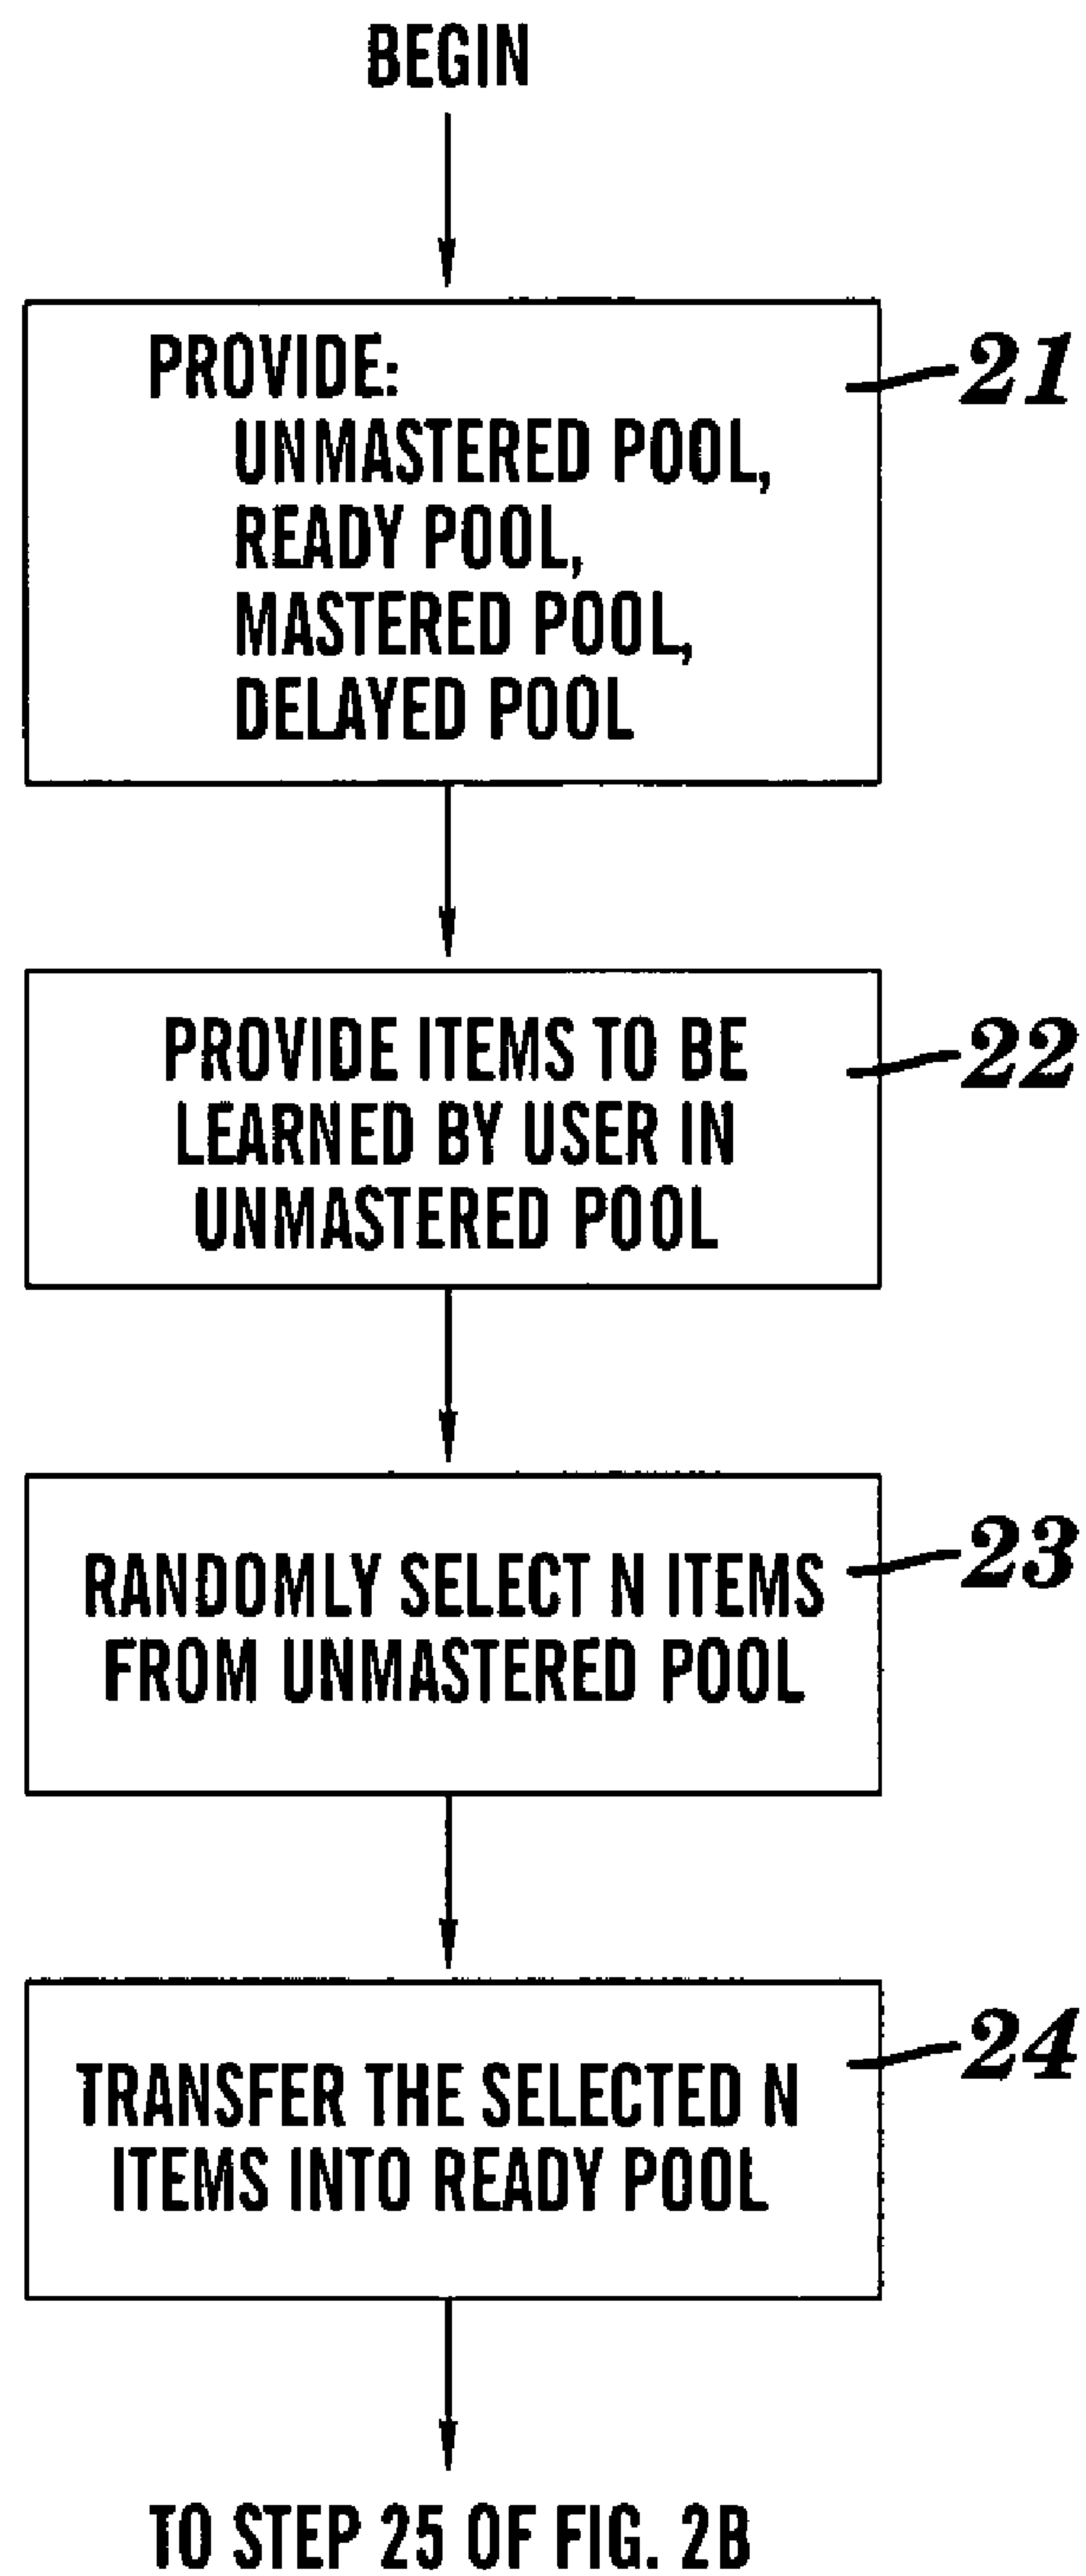 BEGIN
PROVIDE:
UNMASTERED POOL,
READY POOL,
MASTERED POOL,
DELAYED POOL
21
PROVIDE ITEMS TO BE
LEARNED BY USER IN
UNMASTERED POOL
22
RANDOMLY SELECT N ITEMS
FROM UNMASTERED POOL
23
TRANSFER THE SELECTED N
ITEMS INTO READY POOL
24
TO STEP 25 OF FIG. 2B